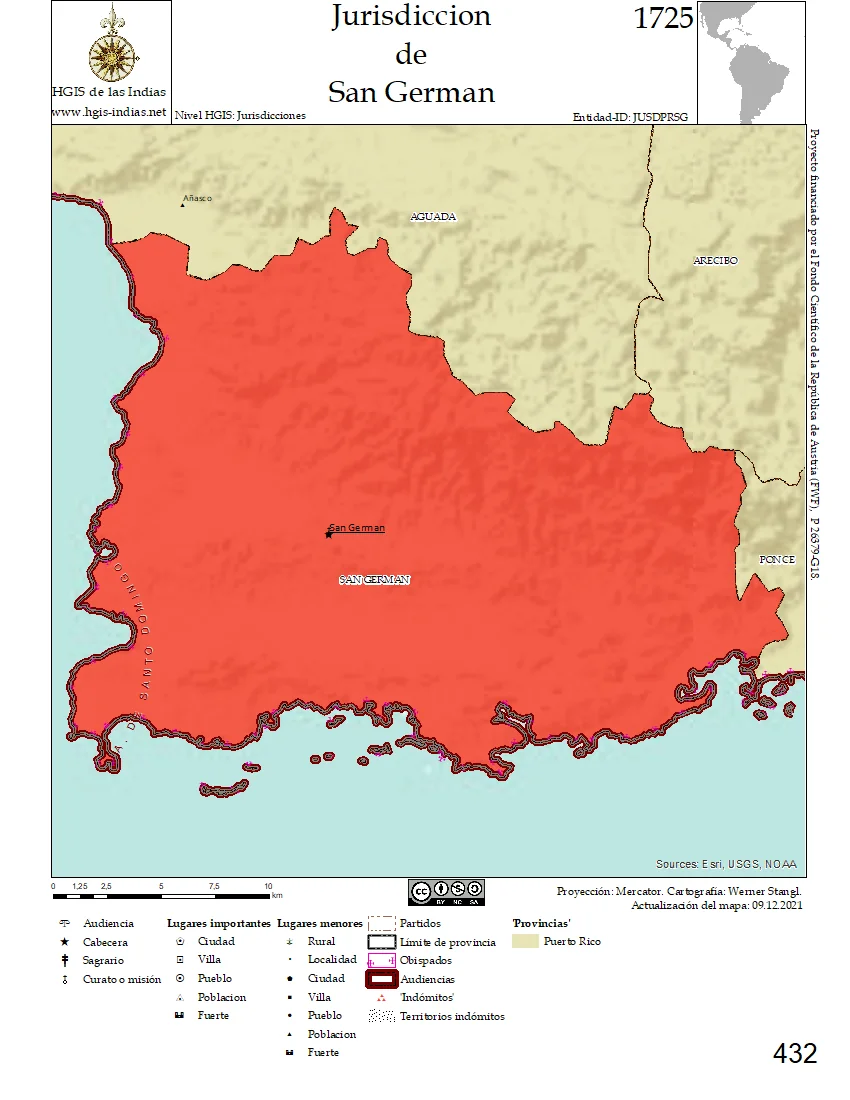 Jurisdiccion
de
San German
1725
HGIS de las Indias
www.hgis-indias.net
Nivel HGIS: Jurisdicciones
Entidad-ID: JUSDPRSG
Proyecto financiado por el Fondo Científico de la República de Austria (FWF), P 26379-G18.
Añasco
AGUADA
ARECIBO
San German
SAN GERMAN
PONCE
A. DE SANTO DOMINGO
Sources: Esri, USGS, NOAA
0 1,25 2,5 5 7,5 10
km
CC BY NC SA
Proyección: Mercator. Cartografía: Werner Stangl.
Actualización del mapa: 09.12.2021
Audiencia
Cabecera
Sagrario
Curato o misión
Lugares importantes
Ciudad
Villa
Pueblo
Poblacion
Fuerte
Lugares menores
Rural
Localidad
Ciudad
Villa
Pueblo
Poblacion
Fuerte
Partidos
Límite de provincia
Obispados
Audiencias
'Indómitos'
Territorios indómitos
'Provincias'
Puerto Rico
432